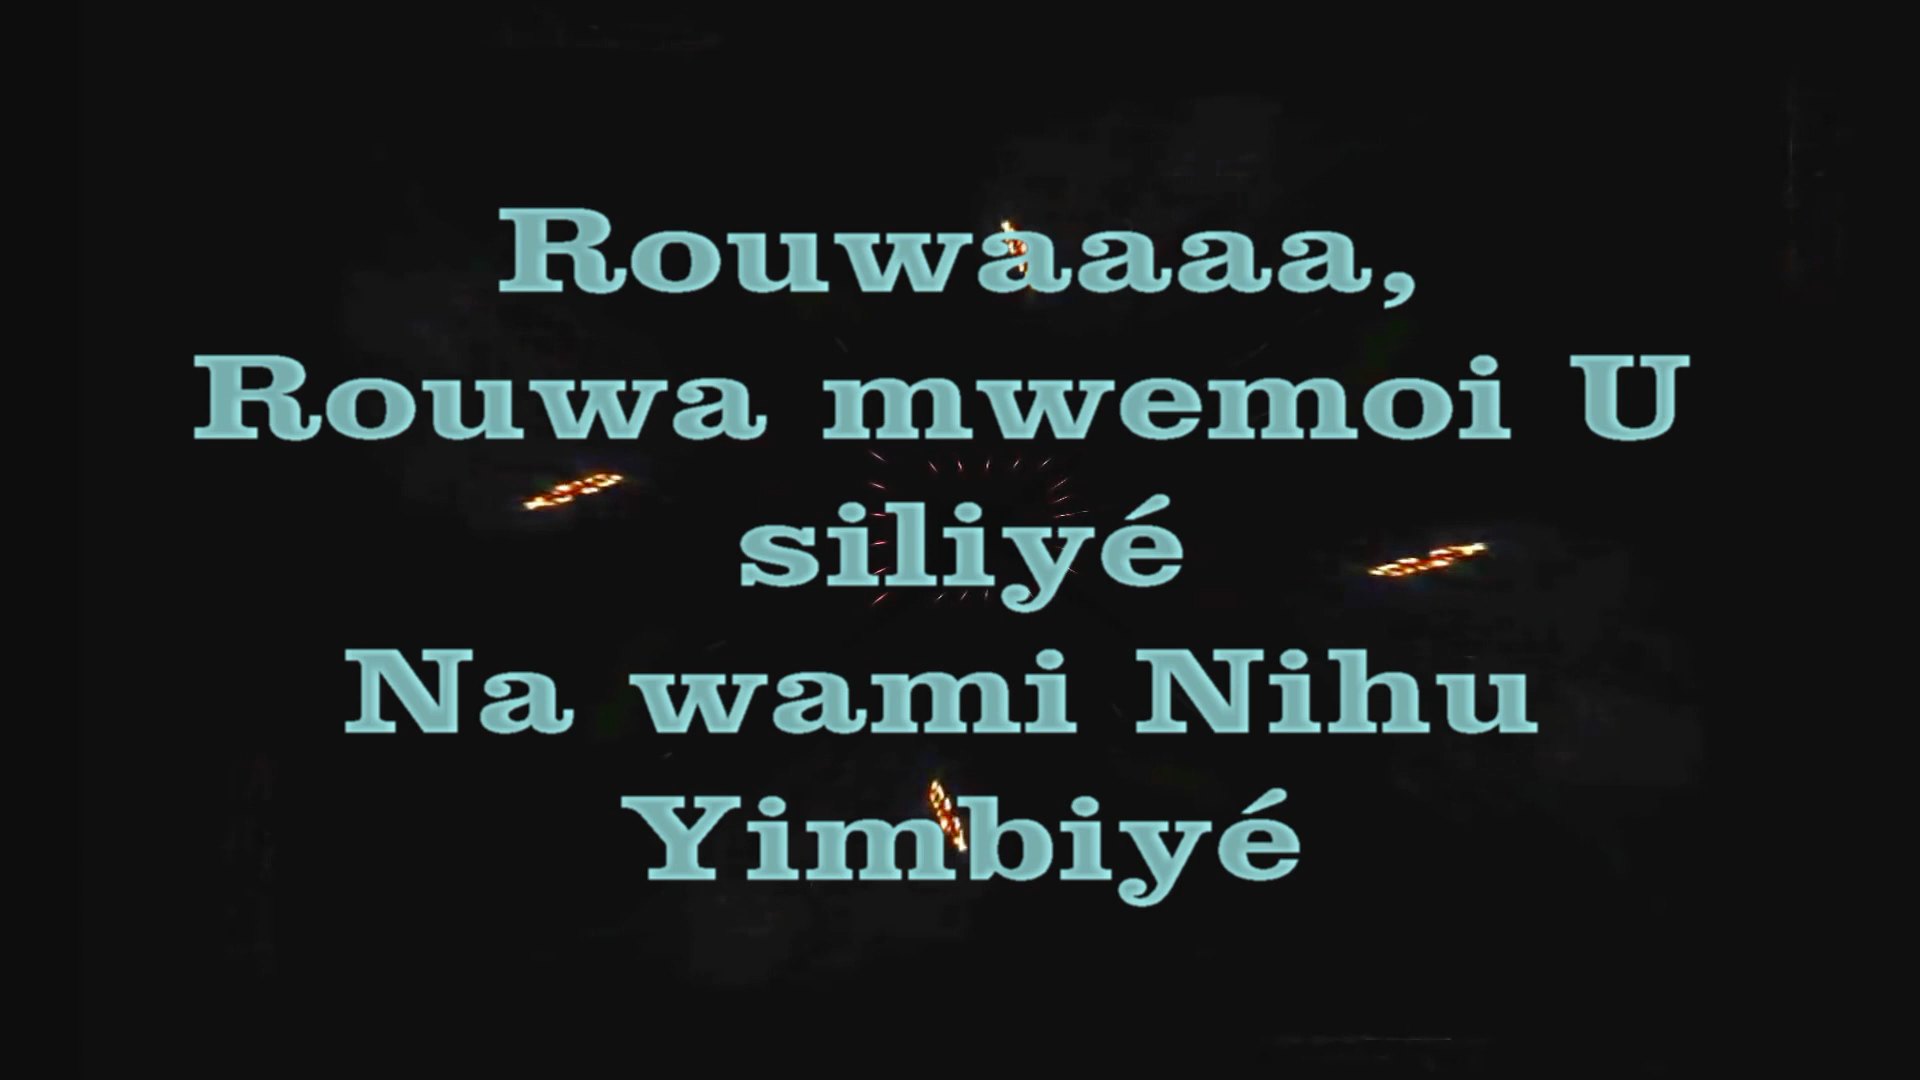 Rouwaaaa,
Rouwa mwemoi U
siliyé
Na wami Nihu
Yimbiyé